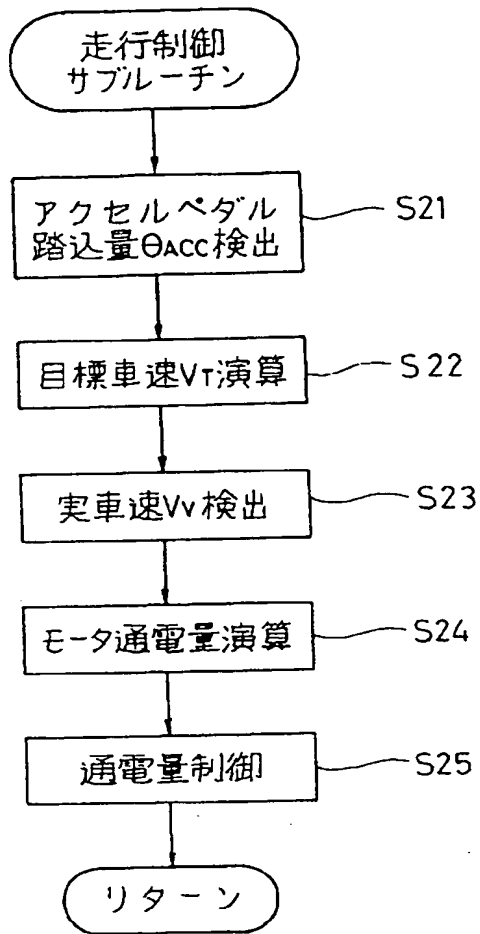 走行制御
サブルーチン
アクセルペダル
踏込量θACC検出
S21
目標車速VT演算
S22
実車速Vv検出
S23
モータ通電量演算
S24
通電量制御
S25
リターン